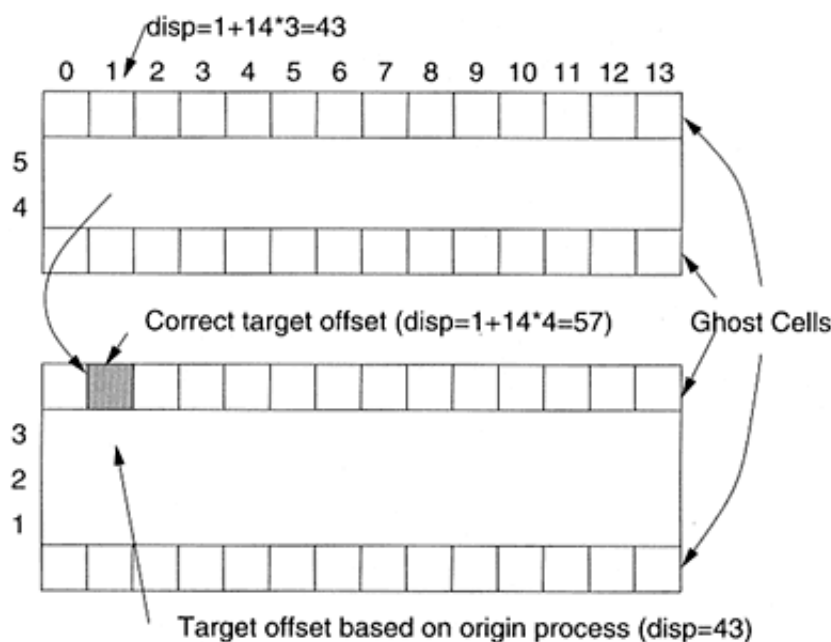 disp=1+14*3=43
0 1 2 3 4 5 6 7 8 9 10 11 12 13
5
4
Correct target offset (disp=1+14*4=57)
Ghost Cells
3
2
1
Target offset based on origin process (disp=43)